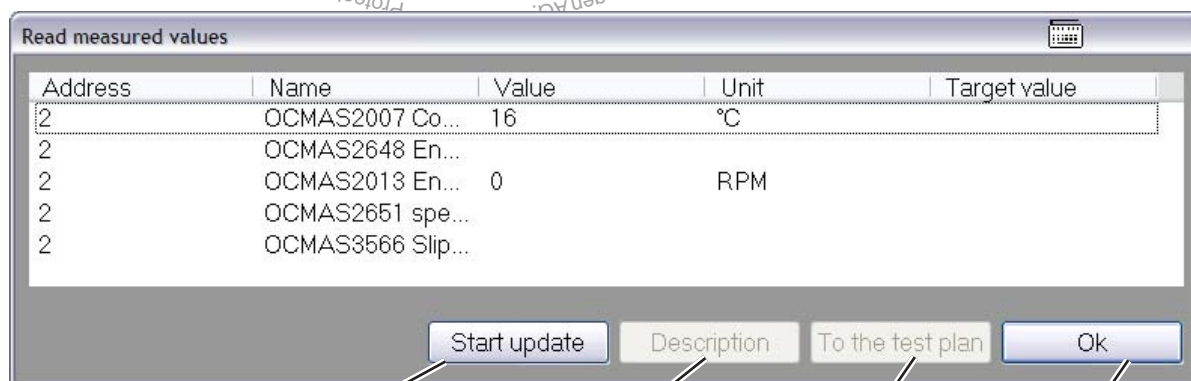 Read measured values
Address Name Value Unit Target value
2 OCMAS2007 Co... 16 °C
2 OCMAS2648 En...
2 OCMAS2013 En... 0 RPM
2 OCMAS2651 spe...
2 OCMAS3566 Slip...
Start update Description To the test plan Ok